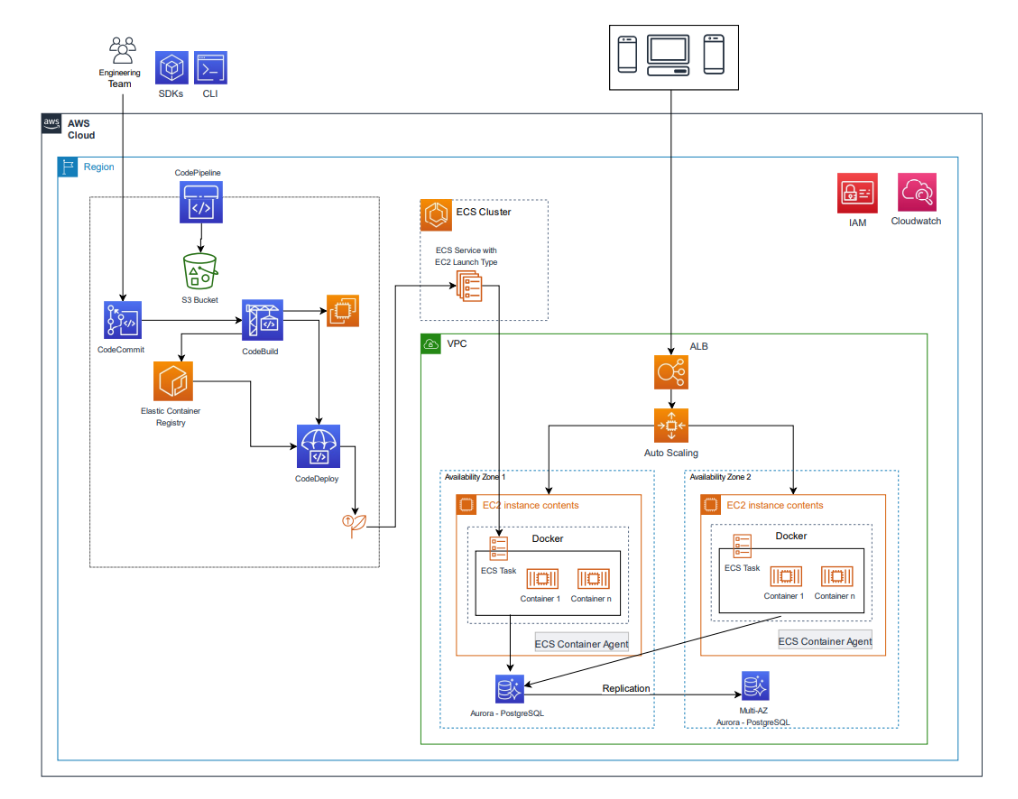 Engineering
Team
SDKs
CLI
aws
AWS
Cloud
Region
CodePipeline
S3 Bucket
CodeCommit
CodeBuild
Elastic Container
Registry
CodeDeploy
ECS Cluster
ECS Service with
EC2 Launch Type
IAM
Cloudwatch
VPC
ALB
Auto Scaling
Availability Zone 1
EC2 instance contents
Docker
ECS Task
Container 1
Container n
ECS Container Agent
Aurora - PostgreSQL
Replication
Availability Zone 2
EC2 instance contents
Docker
ECS Task
Container 1
Container n
ECS Container Agent
Multi-AZ
Aurora - PostgreSQL